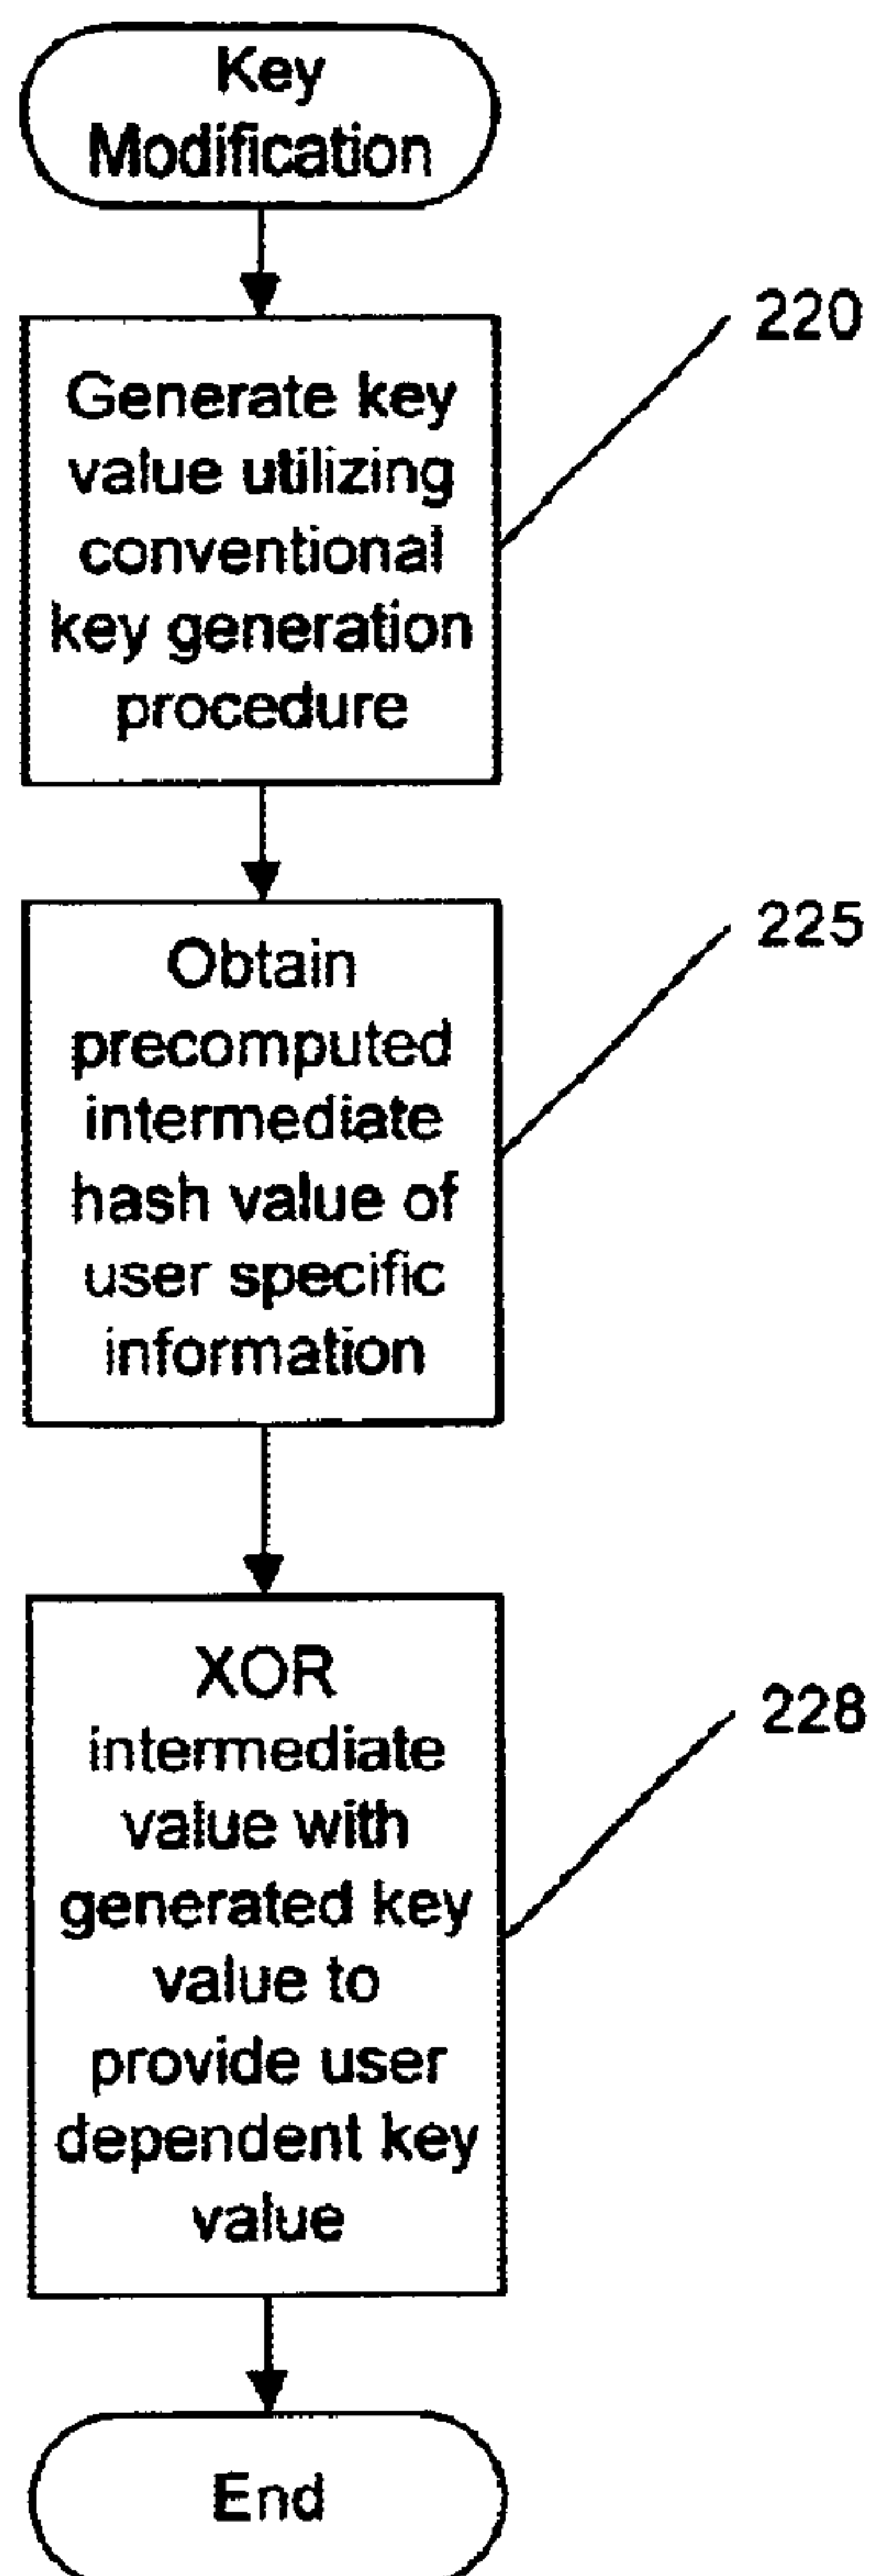 Key
Modification
220
Generate key
value utilizing
conventional
key generation
procedure
225
Obtain
precomputed
intermediate
hash value of
user specific
information
228
XOR
intermediate
value with
generated key
value to
provide user
dependent key
value
End